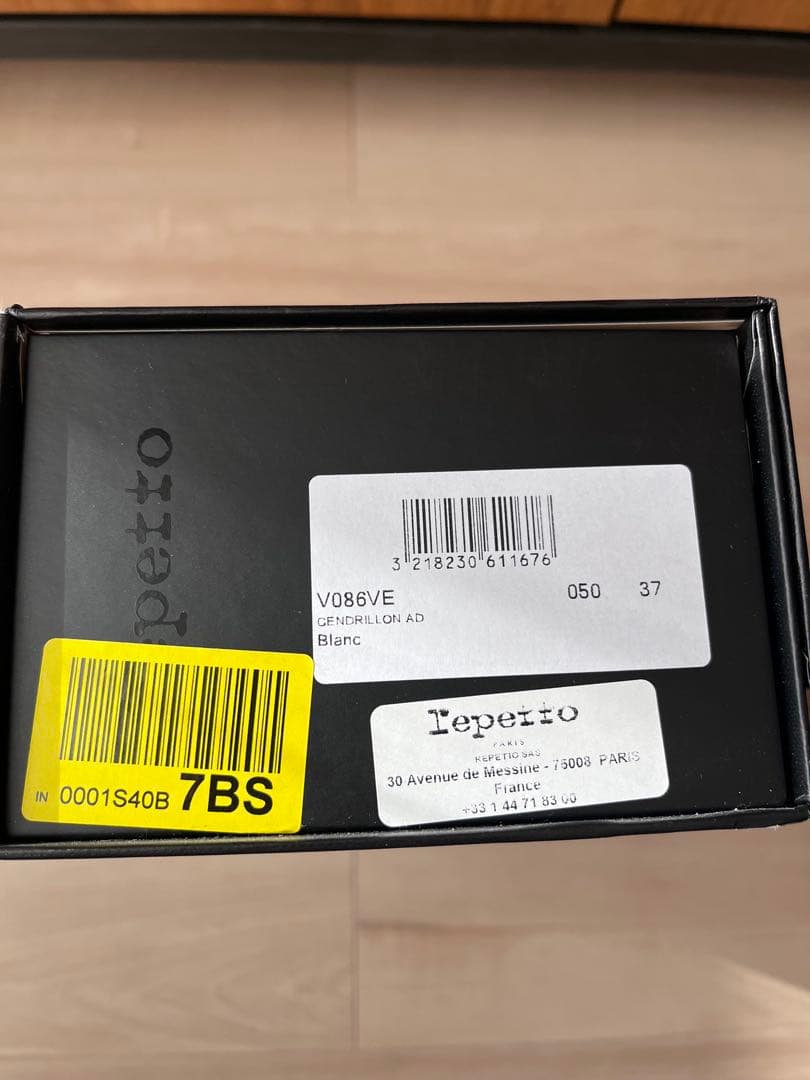 repetto
3 218230 611676
V086VE 050 37
CENDRILLON AD
Blanc
IN 0001S40B 7BS
repetto
PARIS
REPETTO SAS
30 Avenue de Messine - 75008 PARIS
France
+33 1 44 71 83 00